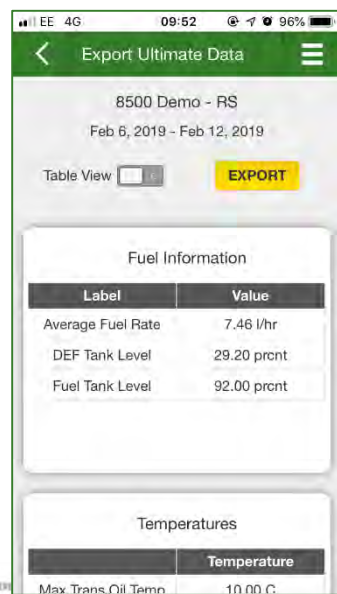 EE 4G 09:52 96%
Export Ultimate Data
8500 Demo - RS
Feb 6, 2019 - Feb 12, 2019
Table View EXPORT
Fuel Information
Label Value
Average Fuel Rate 7.46 l/hr
DEF Tank Level 29.20 prcnt
Fuel Tank Level 92.00 prcnt
Temperatures
Temperature
Max.Trans.Oil Temp 10.00 C